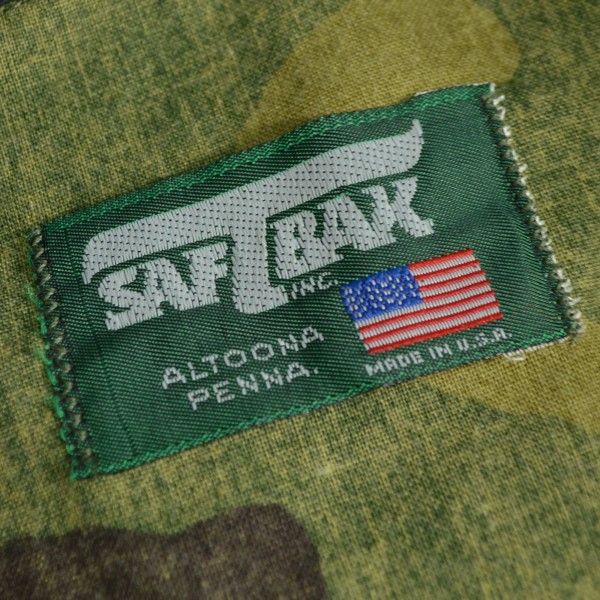 SAFTRAK
INC.
ALTOONA
PENNA.
MADE IN U.S.A.